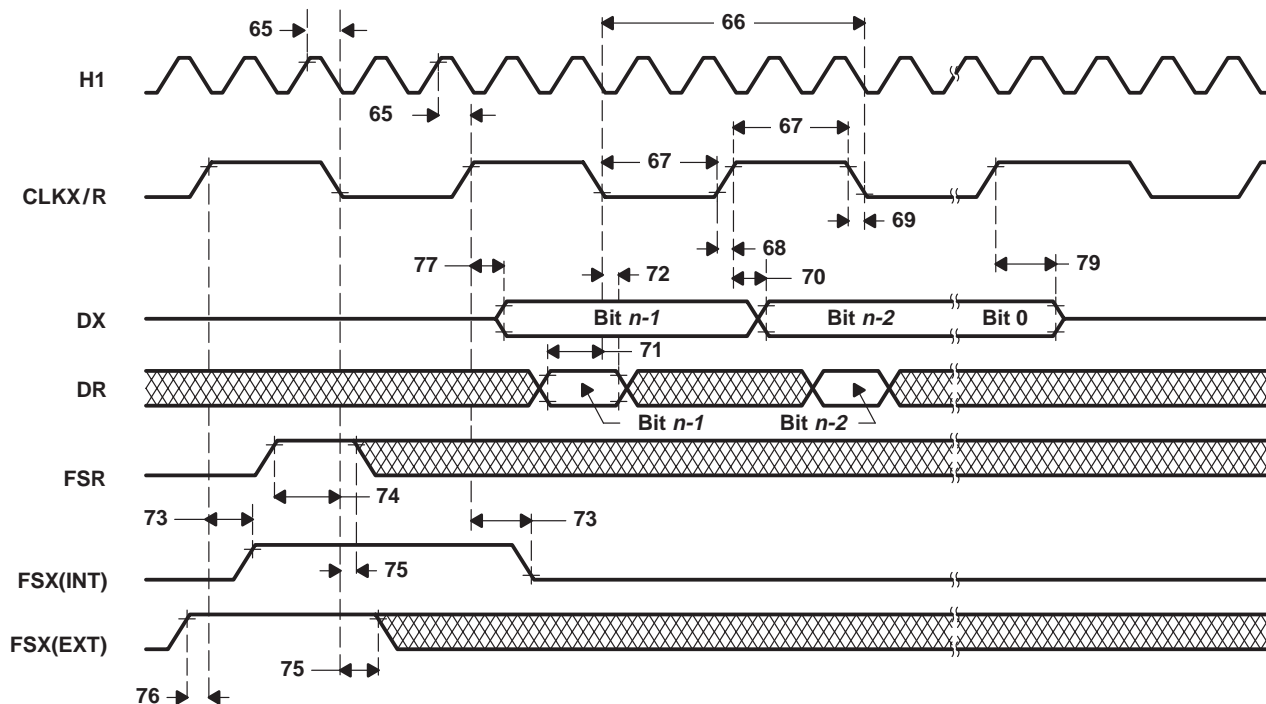 65
66
H1
65
67
67
CLKX/R
69
68
77
72
70
79
DX
Bit n-1
Bit n-2
Bit 0
71
DR
Bit n-1
Bit n-2
FSR
74
73
73
FSX(INT)
75
FSX(EXT)
75
76